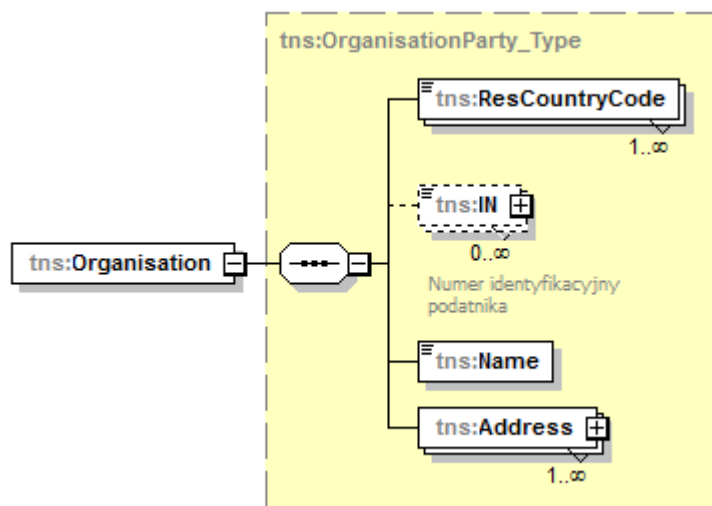 tns:OrganisationParty_Type
tns:ResCountryCode
1..∞
tns:IN
0..∞
Numer identyfikacyjny
podatnika
tns:Organisation
tns:Name
tns:Address
1..∞